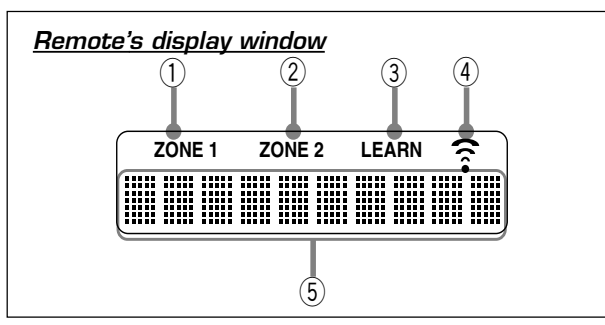 Remote's display window
① ② ③ ④
ZONE 1 ZONE 2 LEARN
⑤